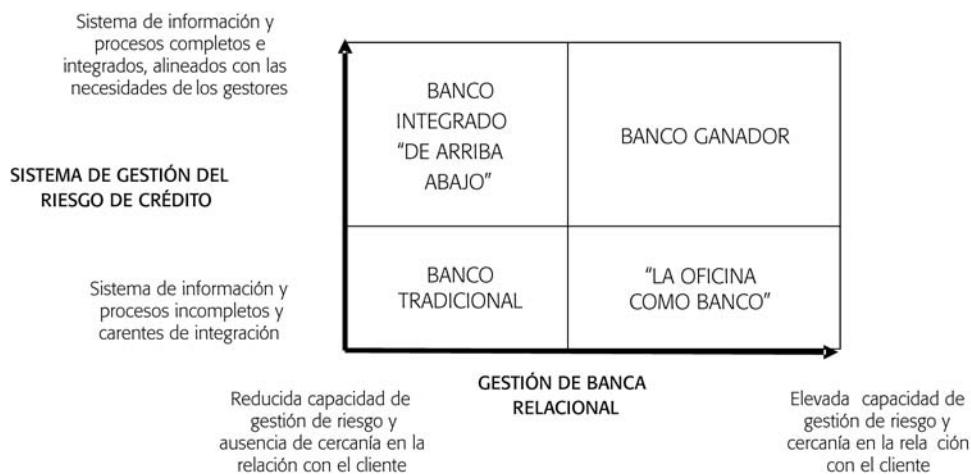 Sistema de información y
procesos completos e
integrados, alineados con las
necesidades de los gestores
BANCO
INTEGRADO
“DE ARRIBA
ABAJO”
BANCO GANADOR
SISTEMA DE GESTIÓN DEL
RIESGO DE CRÉDITO
BANCO
TRADICIONAL
“LA OFICINA
COMO BANCO”
Sistema de información y
procesos incompletos y
carentes de integración
GESTIÓN DE BANCA
RELACIONAL
Reducida capacidad de
gestión de riesgo y
ausencia de cercanía en la
relación con el cliente
Elevada capacidad de
gestión de riesgo y
cercanía en la rela ción
con el cliente